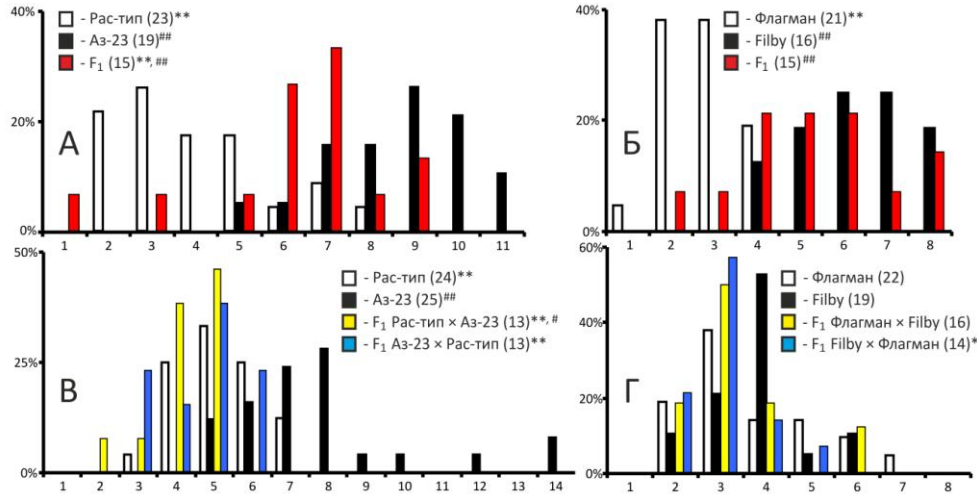 40%
20%
0%
А
- Рас-тип (23)**
- Аз-23 (19)##
- F1 (15)**, ##
1 2 3 4 5 6 7 8 9 10 11
40%
20%
0%
Б
- Флагман (21)**
- Filby (16)##
- F1 (15)##
1 2 3 4 5 6 7 8
50%
25%
0%
В
- Рас-тип (24)**
- Аз-23 (25)##
- F1 Рас-тип × Аз-23 (13)**, #
- F1 Аз-23 × Рас-тип (13)**
1 2 3 4 5 6 7 8 9 10 11 12 13 14
60%
40%
20%
0%
Г
- Флагман (22)
- Filby (19)
- F1 Флагман × Filby (16)
- F1 Filby × Флагман (14)*
1 2 3 4 5 6 7 8